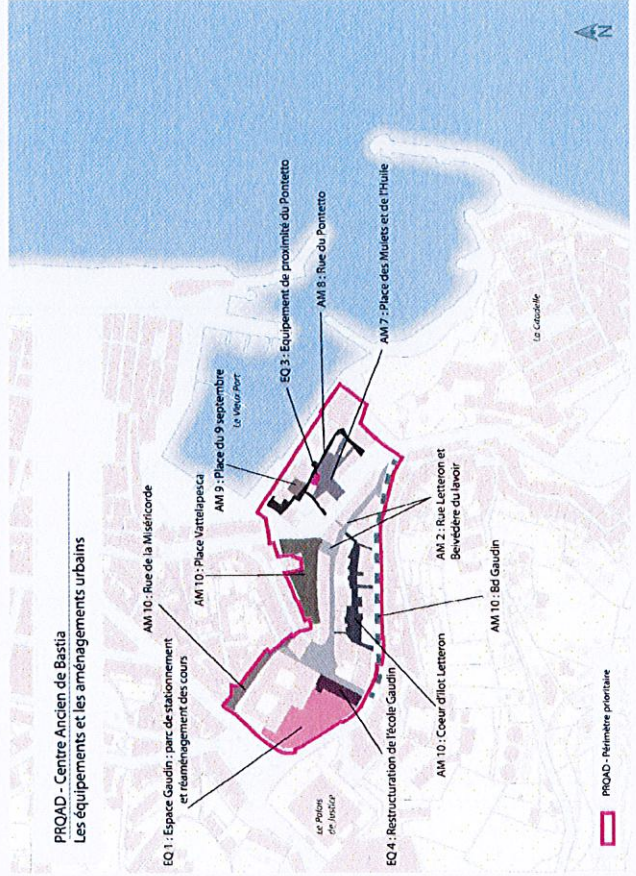 PRQAD - Centre Ancien de Bastia
Les équipements et les aménagements urbains
EQ 1 : Espace Gaudin : parc de stationnement
et réaménagement des cours
AM 10 : Rue de la Miséricorde
AM 10 : Place Vattelapesca
AM 9 : Place du 9 septembre
Le Vieux Port
EQ 3 : Equipement de proximité du Pontetto
AM 8 : Rue du Pontetto
AM 7 : Place des Mulets et de l'Huile
Le Palais
de Justice
EQ 4 : Restructuration de l'école Gaudin
AM 10 : Coeur d'îlot Letteron
AM 10 : Bd Gaudin
AM 2 : Rue Letteron et
Belvédère du lavoir
La Citadelle
PRQAD - Périmètre prioritaire
N